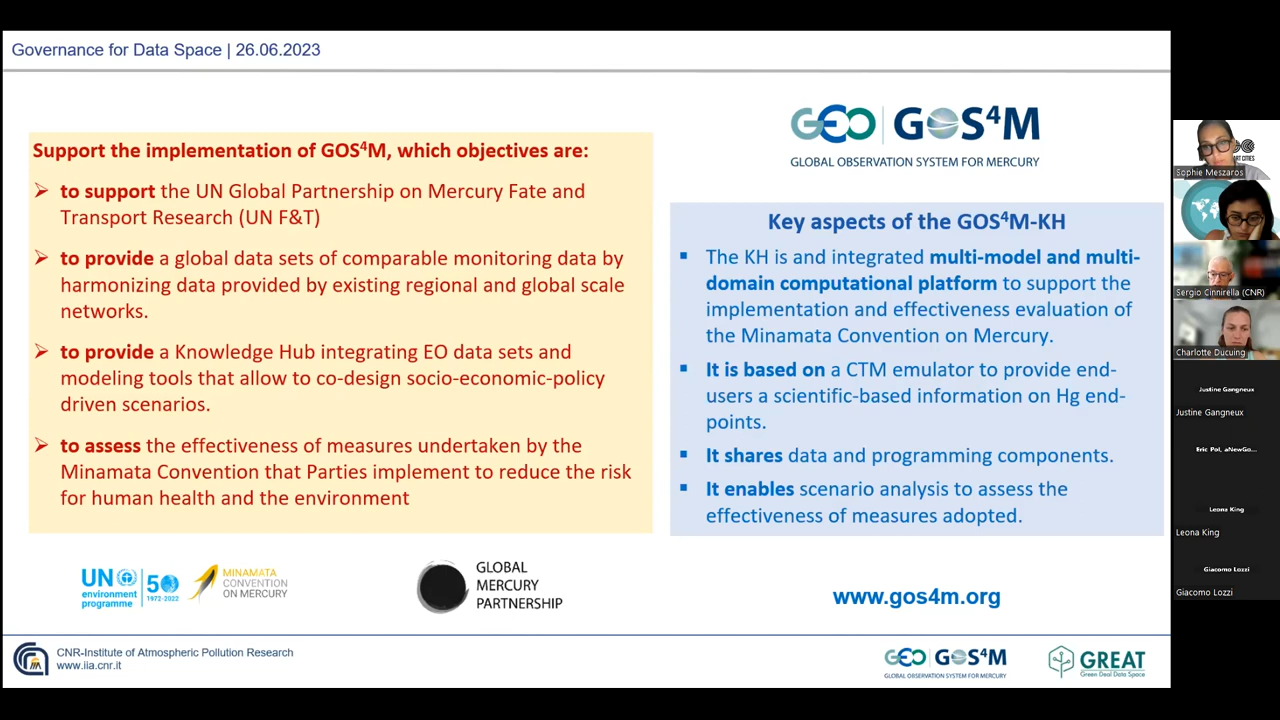 Governance for Data Space | 26.06.2023
GEO | GOS⁴M
GLOBAL OBSERVATION SYSTEM FOR MERCURY
Support the implementation of GOS⁴M, which objectives are:
➢ to support the UN Global Partnership on Mercury Fate and
Transport Research (UN F&T)
➢ to provide a global data sets of comparable monitoring data by
harmonizing data provided by existing regional and global scale
networks.
➢ to provide a Knowledge Hub integrating EO data sets and
modeling tools that allow to co-design socio-economic-policy
driven scenarios.
➢ to assess the effectiveness of measures undertaken by the
Minamata Convention that Parties implement to reduce the risk
for human health and the environment
Key aspects of the GOS⁴M-KH
▪ The KH is and integrated multi-model and multi-
domain computational platform to support the
implementation and effectiveness evaluation of
the Minamata Convention on Mercury.
▪ It is based on a CTM emulator to provide end-
users a scientific-based information on Hg end-
points.
▪ It shares data and programming components.
▪ It enables scenario analysis to assess the
effectiveness of measures adopted.
UN
environment
programme
50
1972-2022
MINAMATA
CONVENTION
ON MERCURY
GLOBAL
MERCURY
PARTNERSHIP
www.gos4m.org
CNR-Institute of Atmospheric Pollution Research
www.iia.cnr.it
GEO | GOS⁴M
GLOBAL OBSERVATION SYSTEM FOR MERCURY
GREAT
Green Deal Data Space
Sophie Meszaros
Sergio Cinnirella (CNR)
Charlotte Ducuing
Justine Gangneux
Justine Gangneux
Eric Pol, aNewGo...
Leona King
Leona King
Giacomo Lozzi
Giacomo Lozzi